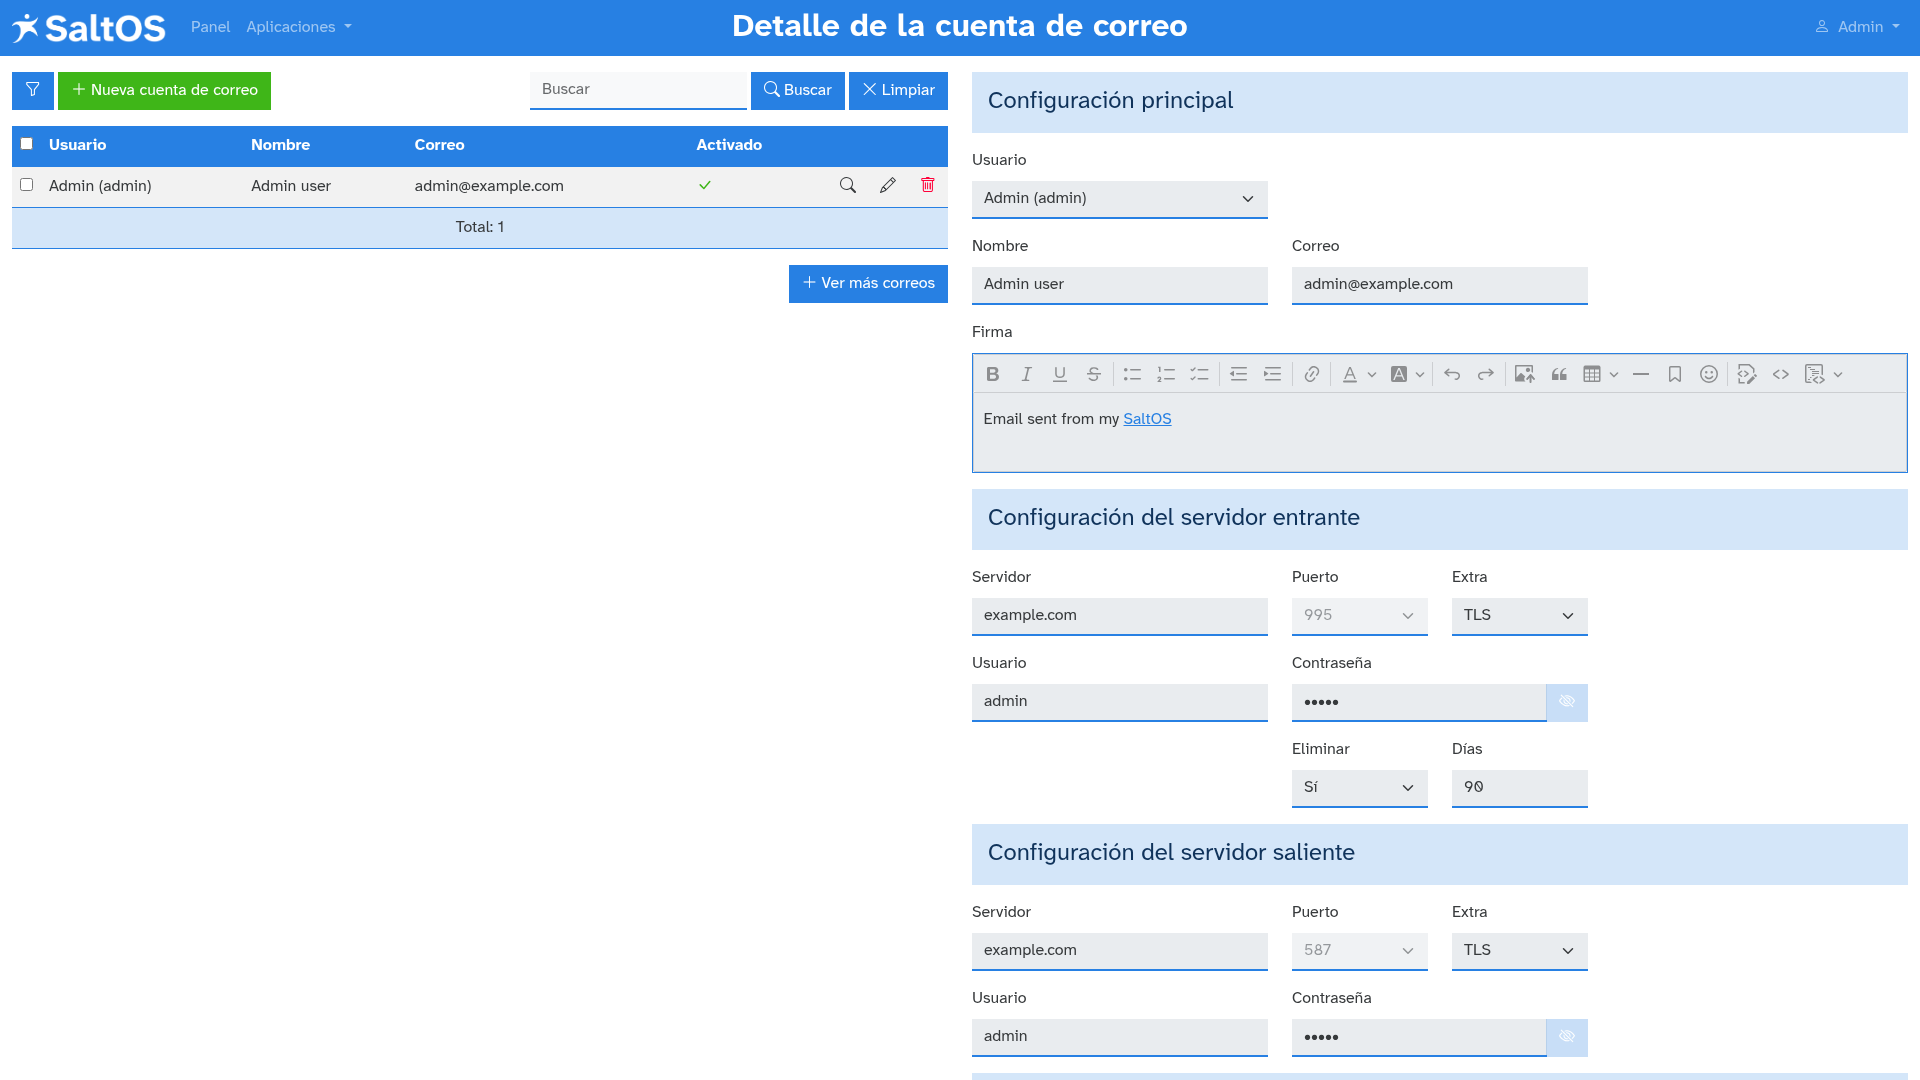 SaltOS Panel Aplicaciones Detalle de la cuenta de correo Admin
Nueva cuenta de correo Buscar Buscar Limpiar
Usuario Nombre Correo Activado
Admin (admin) Admin user admin@example.com
Total: 1
Ver más correos
Configuración principal
Usuario
Admin (admin)
Nombre Correo
Admin user admin@example.com
Firma
Email sent from my SaltOS
Configuración del servidor entrante
Servidor Puerto Extra
example.com 995 TLS
Usuario Contraseña
admin •••••
Eliminar Días
Sí 90
Configuración del servidor saliente
Servidor Puerto Extra
example.com 587 TLS
Usuario Contraseña
admin •••••